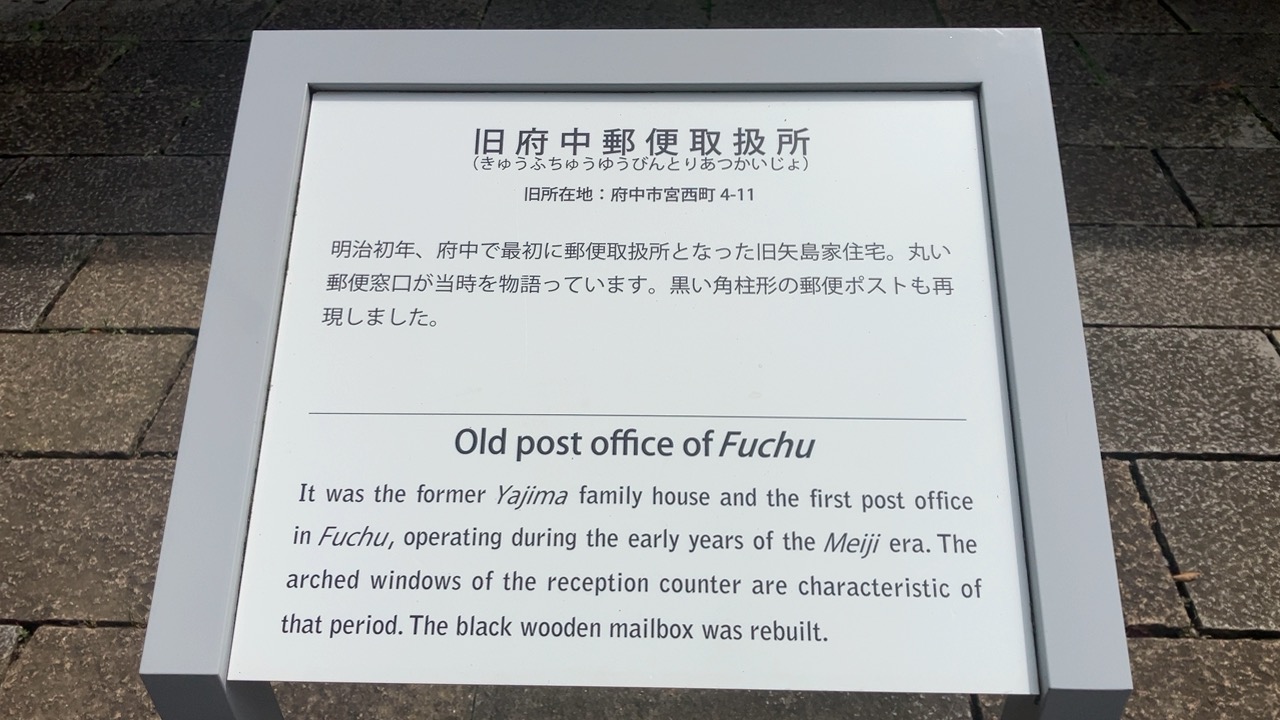 旧府中郵便取扱所
（きゅうふちゅうゆうびんとりあつかいじょ）
旧所在地：府中市宮西町 4-11
明治初年、府中で最初に郵便取扱所となった旧矢島家住宅。丸い
郵便窓口が当時を物語っています。黒い角柱形の郵便ポストも再
現しました。
Old post office of Fuchu
It was the former Yajima family house and the first post office
in Fuchu, operating during the early years of the Meiji era. The
arched windows of the reception counter are characteristic of
that period. The black wooden mailbox was rebuilt.